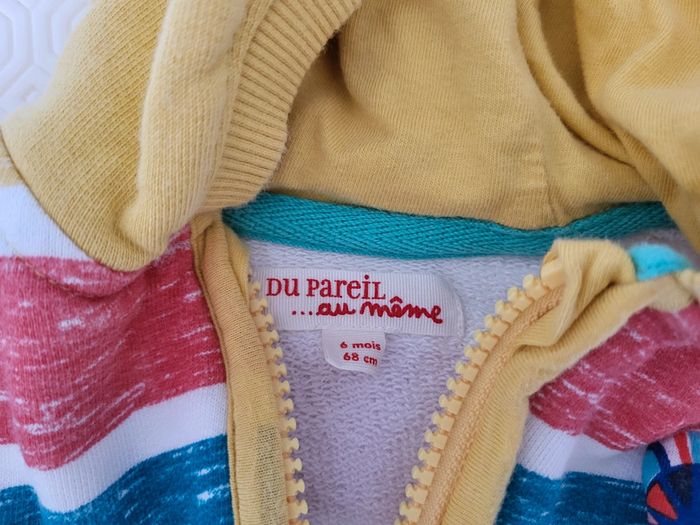 DU PAREIL
...au même
6 mois
68 cm